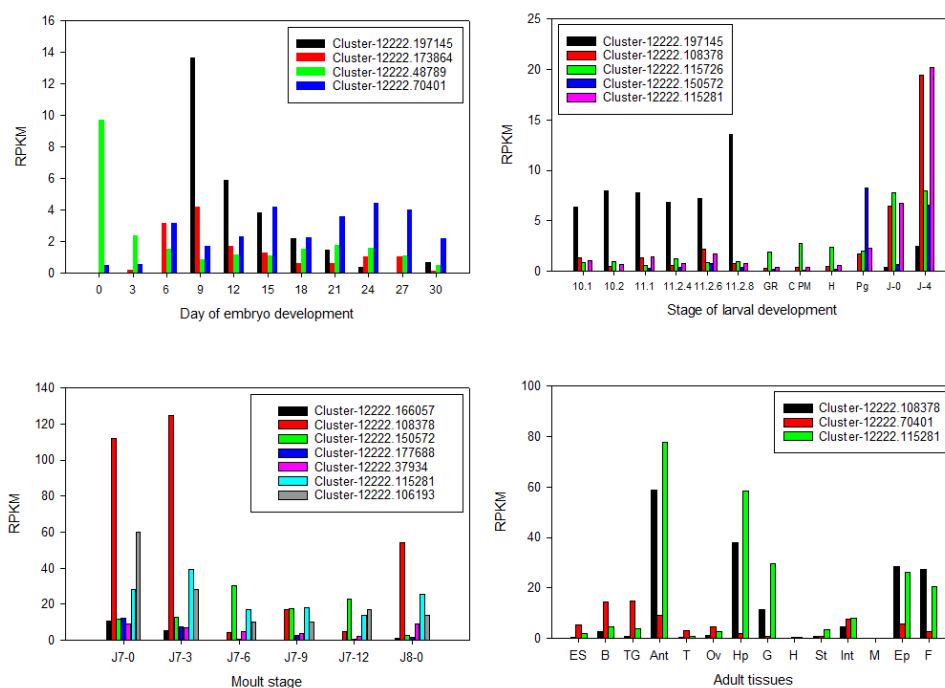 16
14
12
10
8
6
4
2
0
RPKM
Cluster-12222.197145
Cluster-12222.173864
Cluster-12222.48789
Cluster-12222.70401
0 3 6 9 12 15 18 21 24 27 30
Day of embryo development
25
20
15
10
5
0
RPKM
Cluster-12222.197145
Cluster-12222.108378
Cluster-12222.115726
Cluster-12222.150572
Cluster-12222.115281
10.1 10.2 11.1 11.2.4 11.2.6 11.2.8 GR C PM H Pg J-0 J-4
Stage of larval development
140
120
100
80
60
40
20
0
RPKM
Cluster-12222.166057
Cluster-12222.108378
Cluster-12222.150572
Cluster-12222.177688
Cluster-12222.37934
Cluster-12222.115281
Cluster-12222.106193
J7-0 J7-3 J7-6 J7-9 J7-12 J8-0
Moult stage
100
80
60
40
20
0
RPKM
Cluster-12222.108378
Cluster-12222.70401
Cluster-12222.115281
ES B TG Ant T Ov Hp G H St Int M Ep F
Adult tissues